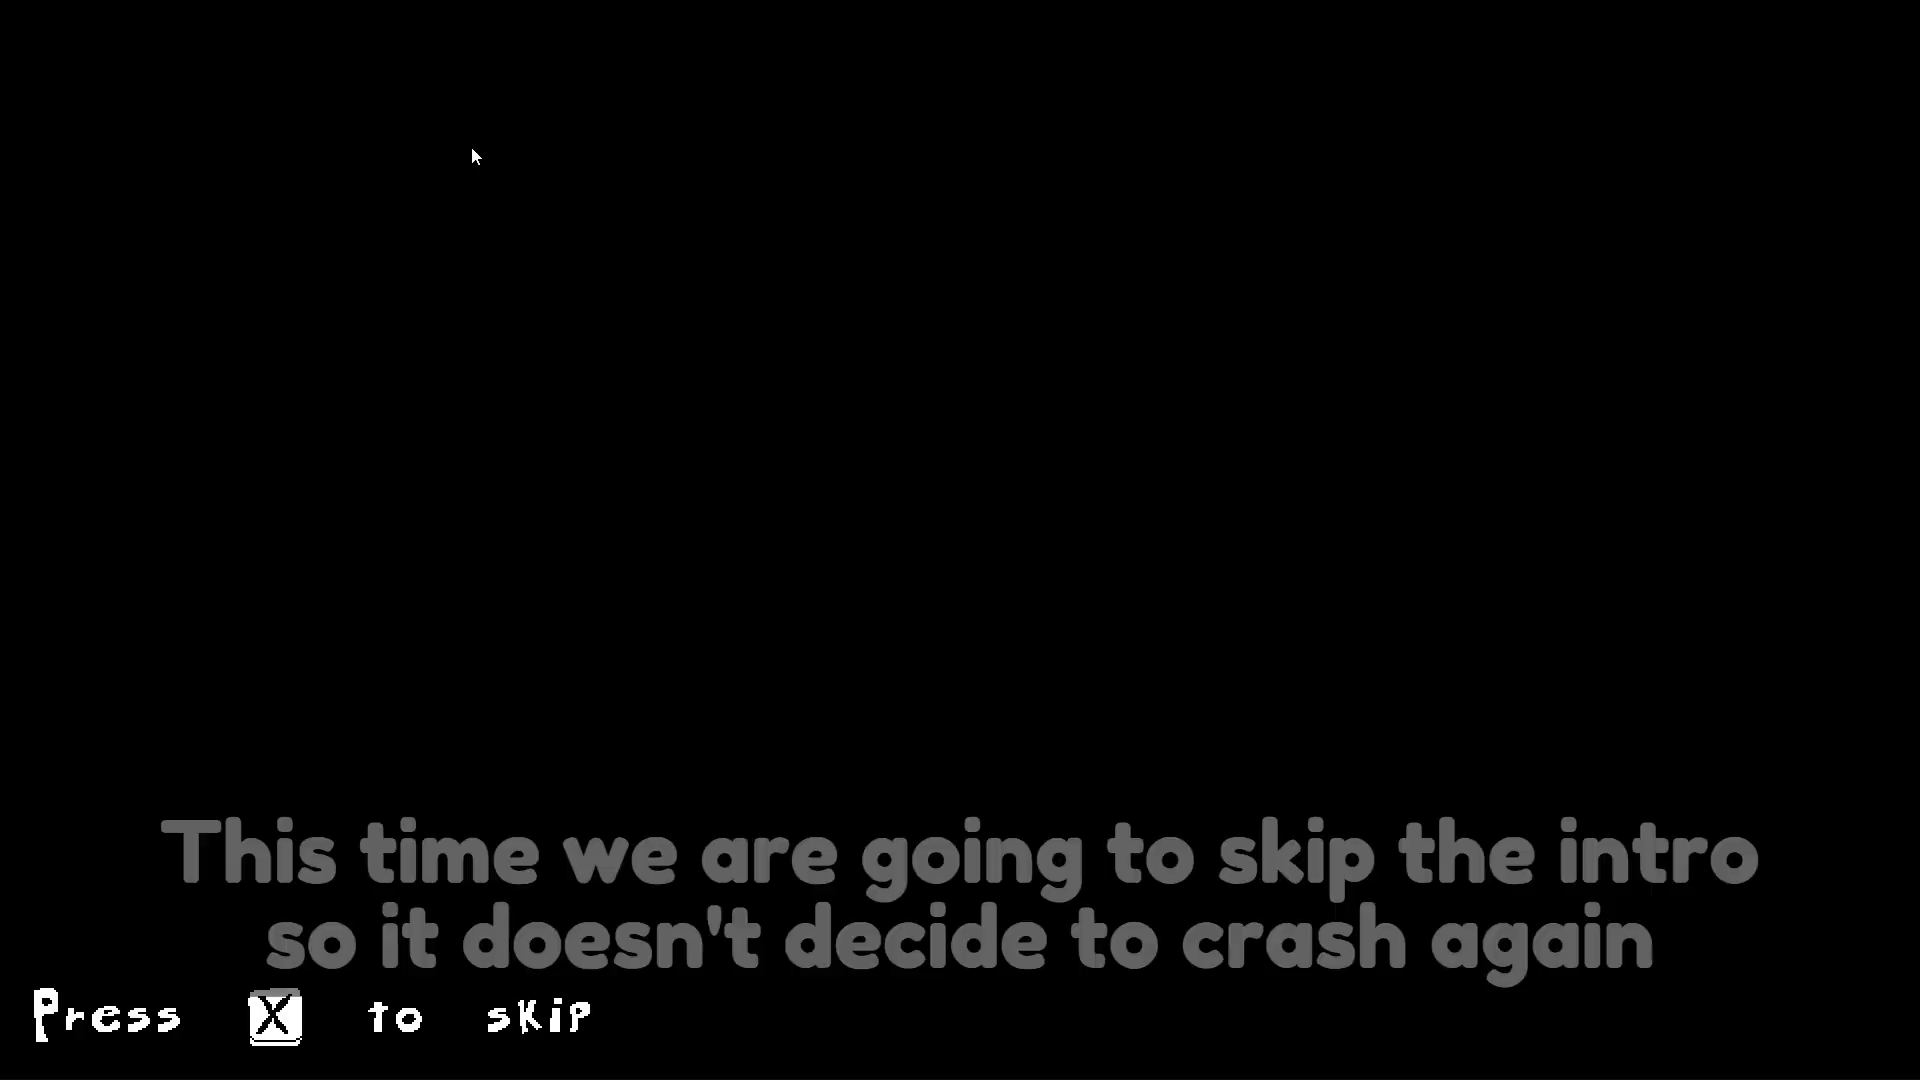 This time we are going to skip the intro
so it doesn't decide to crash again
Press X to skip